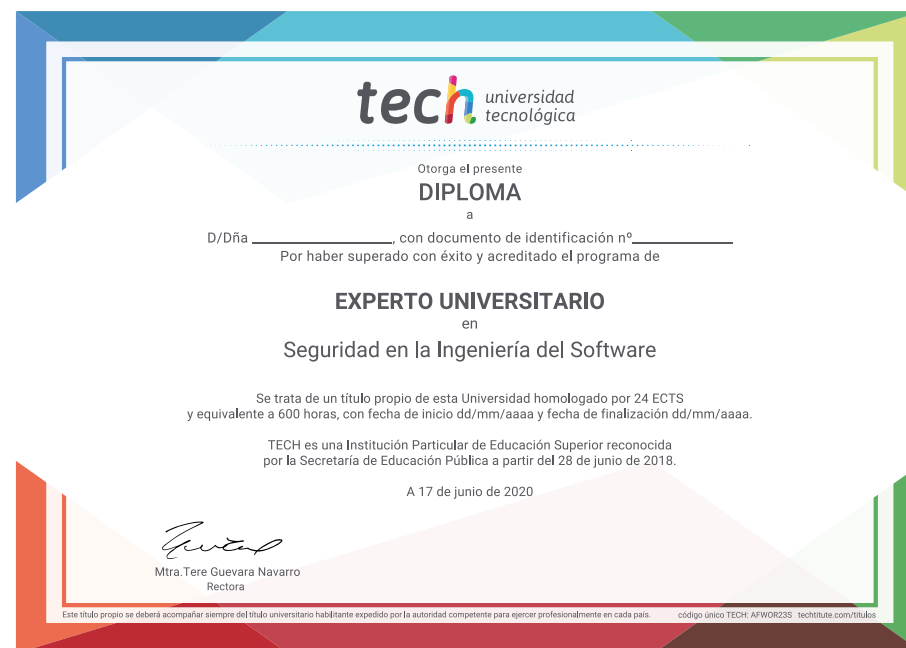 tech universidad
tecnológica
Otorga el presente
DIPLOMA
a
D/Dña ____________________, con documento de identificación nº______________
Por haber superado con éxito y acreditado el programa de
EXPERTO UNIVERSITARIO
en
Seguridad en la Ingeniería del Software
Se trata de un título propio de esta Universidad homologado por 24 ECTS
y equivalente a 600 horas, con fecha de inicio dd/mm/aaaa y fecha de finalización dd/mm/aaaa.
TECH es una Institución Particular de Educación Superior reconocida
por la Secretaría de Educación Pública a partir del 28 de junio de 2018.
A 17 de junio de 2020
Mtra.Tere Guevara Navarro
Rectora
Este título propio se deberá acompañar siempre del título universitario habilitante expedido por la autoridad competente para ejercer profesionalmente en cada país. código único TECH: AFWOR23S techtitute.com/titulos